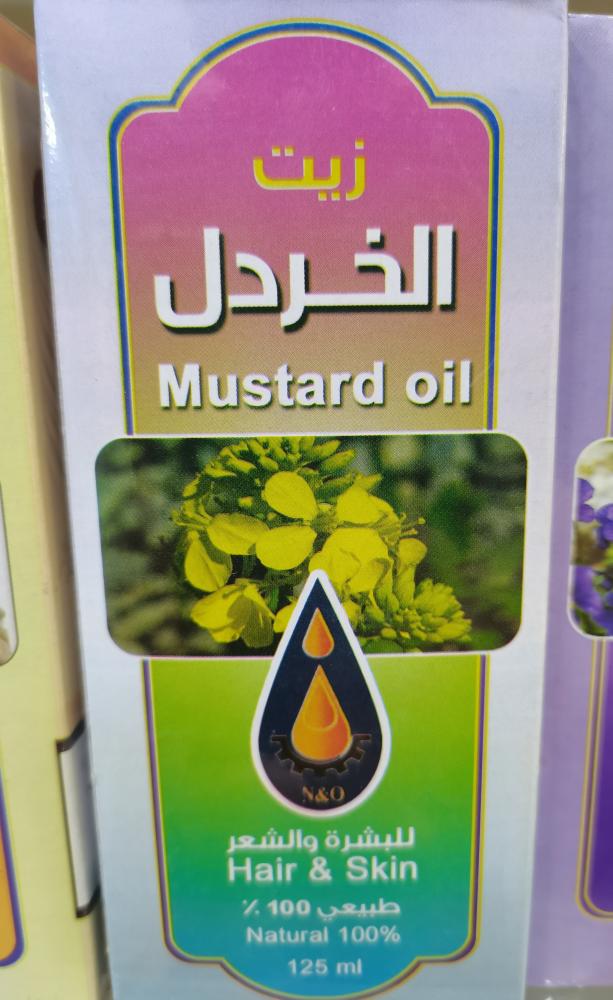 زيت
الخردل
Mustard oil
N&O
للبشرة والشعر
Hair & Skin
طبيعي 100 ٪
Natural 100%
125 ml